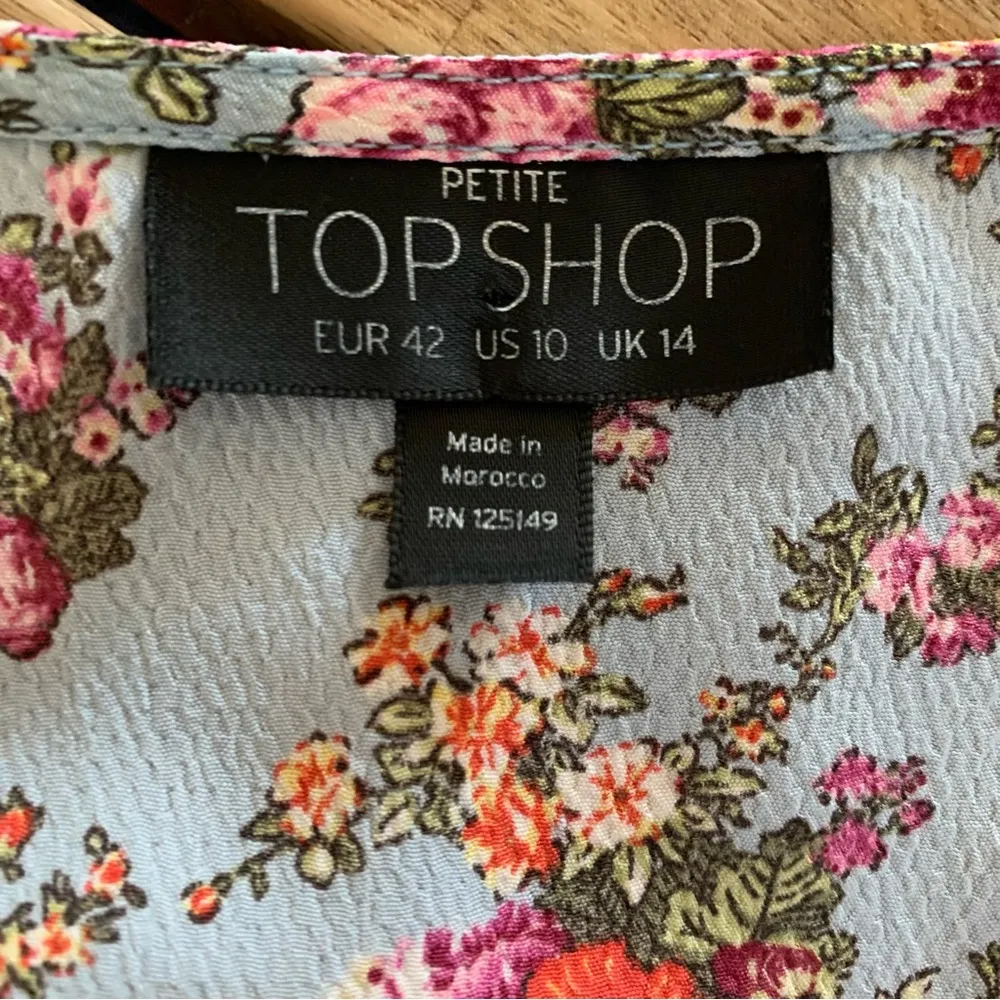 PETITE
TOPSHOP
EUR 42 US 10 UK 14
Made in
Morocco
RN 125149